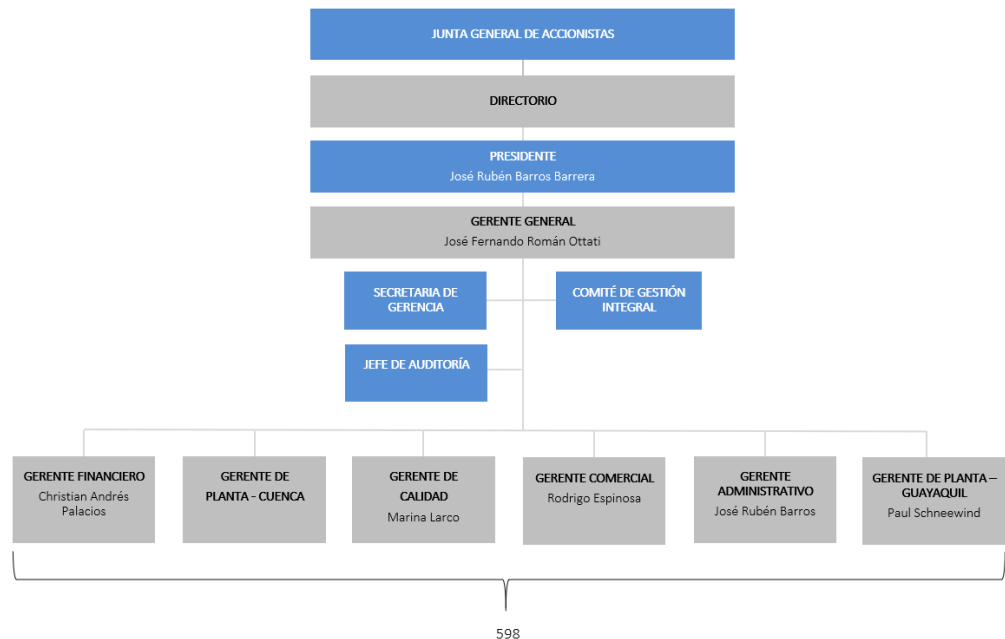 JUNTA GENERAL DE ACCIONISTAS
DIRECTORIO
PRESIDENTE
José Rubén Barros Barrera
GERENTE GENERAL
José Fernando Román Ottati
SECRETARIA DE
GERENCIA
COMITÉ DE GESTIÓN
INTEGRAL
JEFE DE AUDITORÍA
GERENTE FINANCIERO
Christian Andrés
Palacios
GERENTE DE
PLANTA - CUENCA
GERENTE DE
CALIDAD
Marina Larco
GERENTE COMERCIAL
Rodrigo Espinosa
GERENTE
ADMINISTRATIVO
José Rubén Barros
GERENTE DE PLANTA –
GUAYAQUIL
Paul Schneewind
598